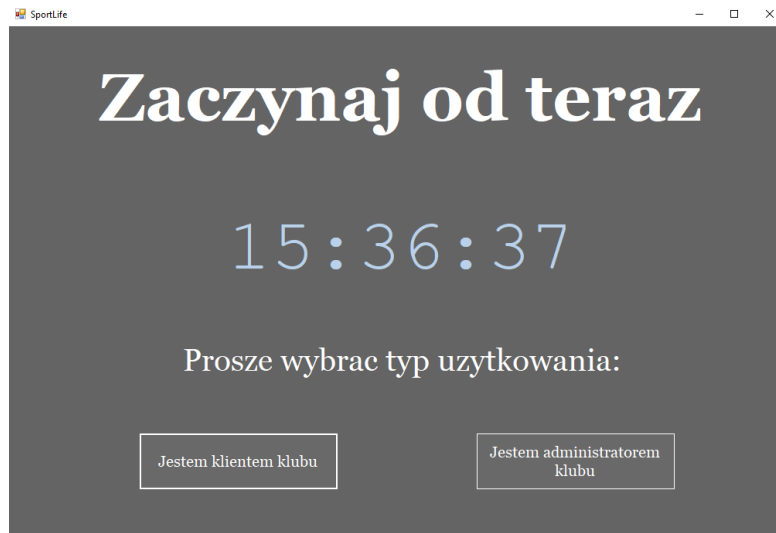 SportLife
Zaczynaj od teraz
15:36:37
Prosze wybrac typ uzytkowania:
Jestem klientem klubu
Jestem administratorem
klubu